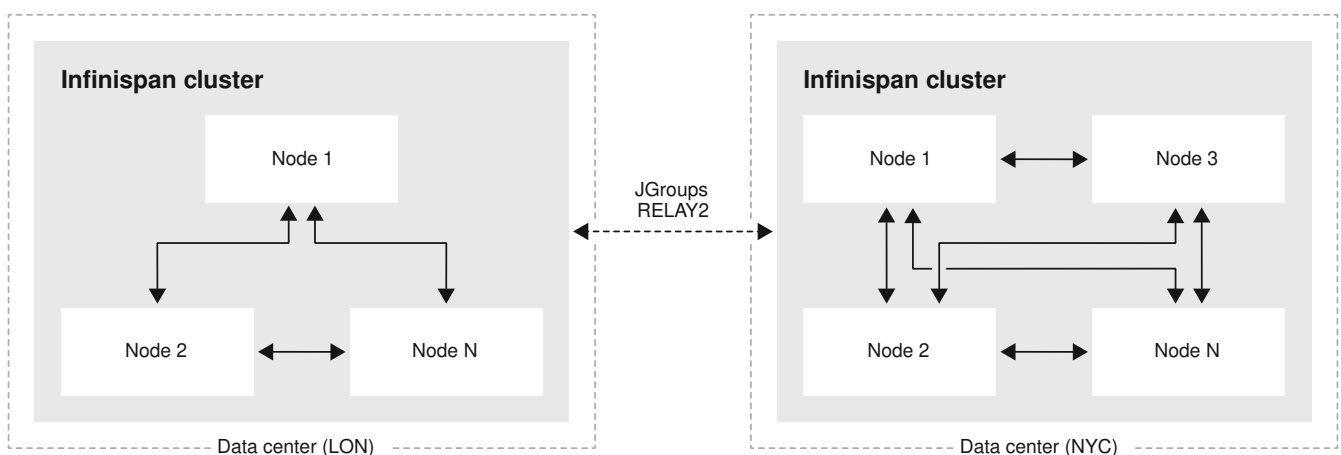 Infinispan cluster
Node 1
Node 2
Node N
Data center (LON)
JGroups
RELAY2
Infinispan cluster
Node 1
Node 3
Node 2
Node N
Data center (NYC)